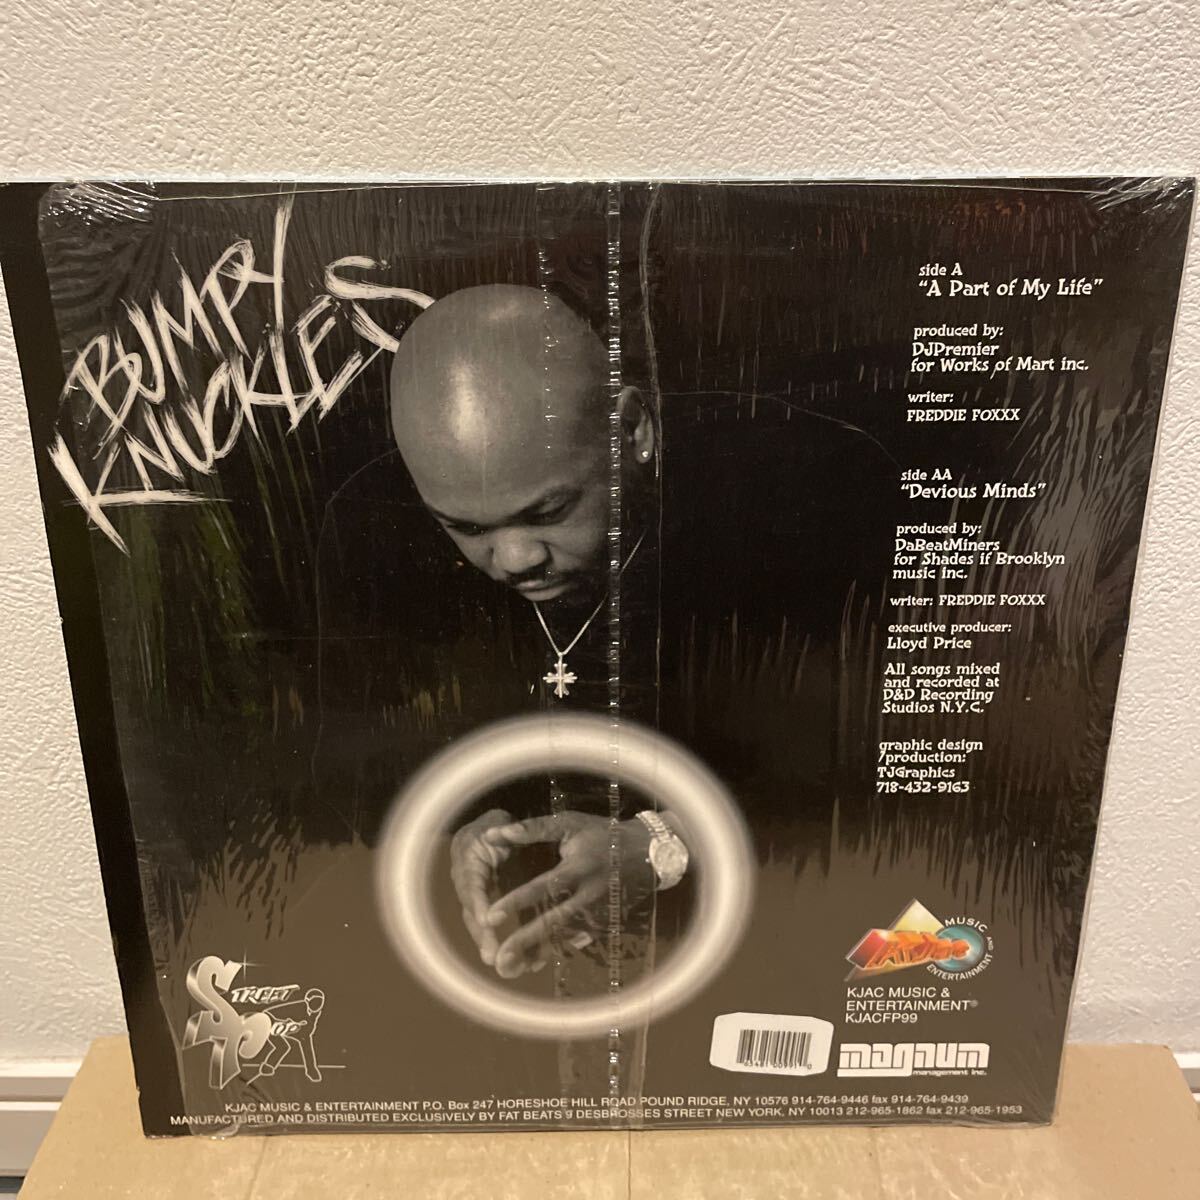 BUMPY
KNUCKLES
side A
“A Part of My Life”
produced by:
DJPremier
for Works of Mart inc.
writer:
FREDDIE FOXXX
side AA
“Devious Minds”
produced by:
DaBeatMiners
for Shades if Brooklyn
music inc.
writer: FREDDIE FOXXX
executive producer:
Lloyd Price
All songs mixed
and recorded at
D&D Recording
Studios N.Y.C.
graphic design
/production:
TJGraphics
718-432-9163
MUSIC AND
ENTERTAINMENT
KJAC MUSIC &
ENTERTAINMENT®
KJACFP99
STREET
POP
magnum
management inc.
KJAC MUSIC & ENTERTAINMENT P.O. Box 247 HORESHOE HILL ROAD POUND RIDGE, NY 10576 914-764-9446 fax 914-764-9439
MANUFACTURED AND DISTRIBUTED EXCLUSIVELY BY FAT BEATS 9 DESBROSSES STREET NEW YORK, NY 10013 212-965-1862 fax 212-965-1953